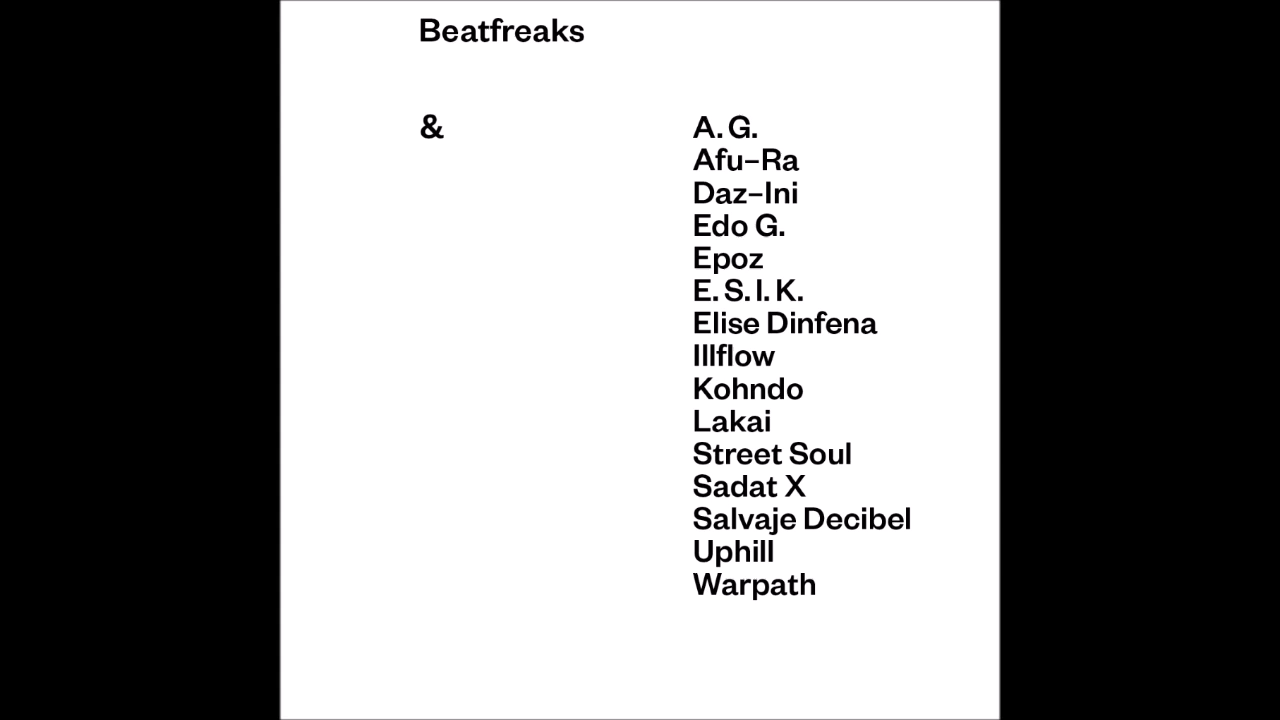 Beatfreaks
&
A. G.
Afu–Ra
Daz–Ini
Edo G.
Epoz
E. S. I. K.
Elise Dinfena
Illflow
Kohndo
Lakai
Street Soul
Sadat X
Salvaje Decibel
Uphill
Warpath